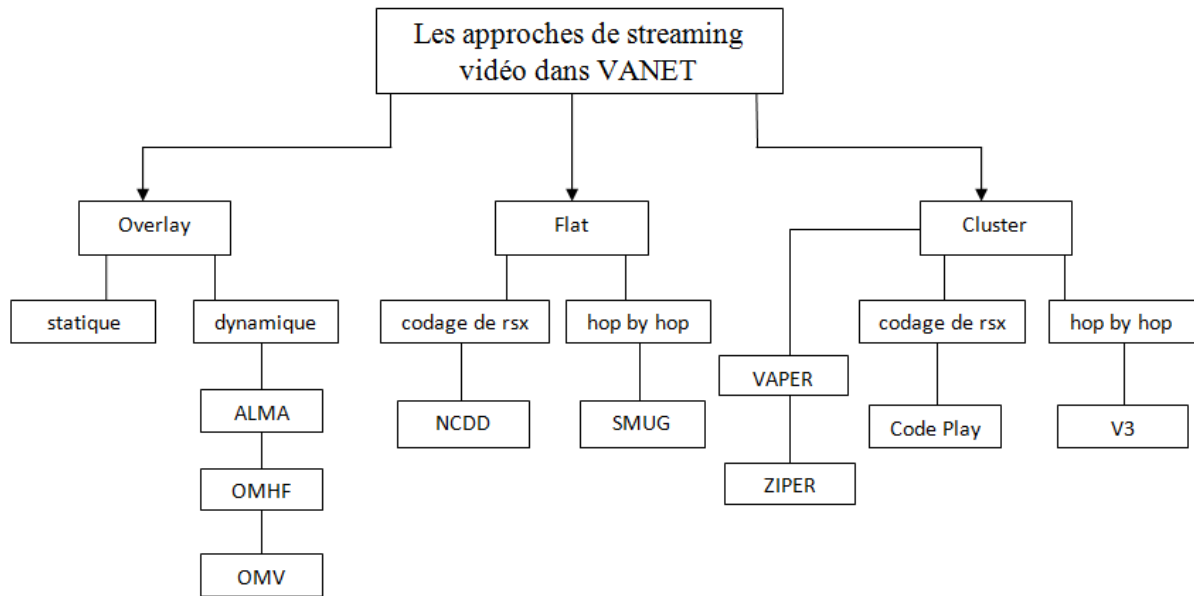 Les approches de streaming
vidéo dans VANET
Overlay
Flat
Cluster
statique
dynamique
codage de rsx
hop by hop
codage de rsx
hop by hop
VAPER
ALMA
NCDD
SMUG
Code Play
V3
OMHF
ZIPER
OMV